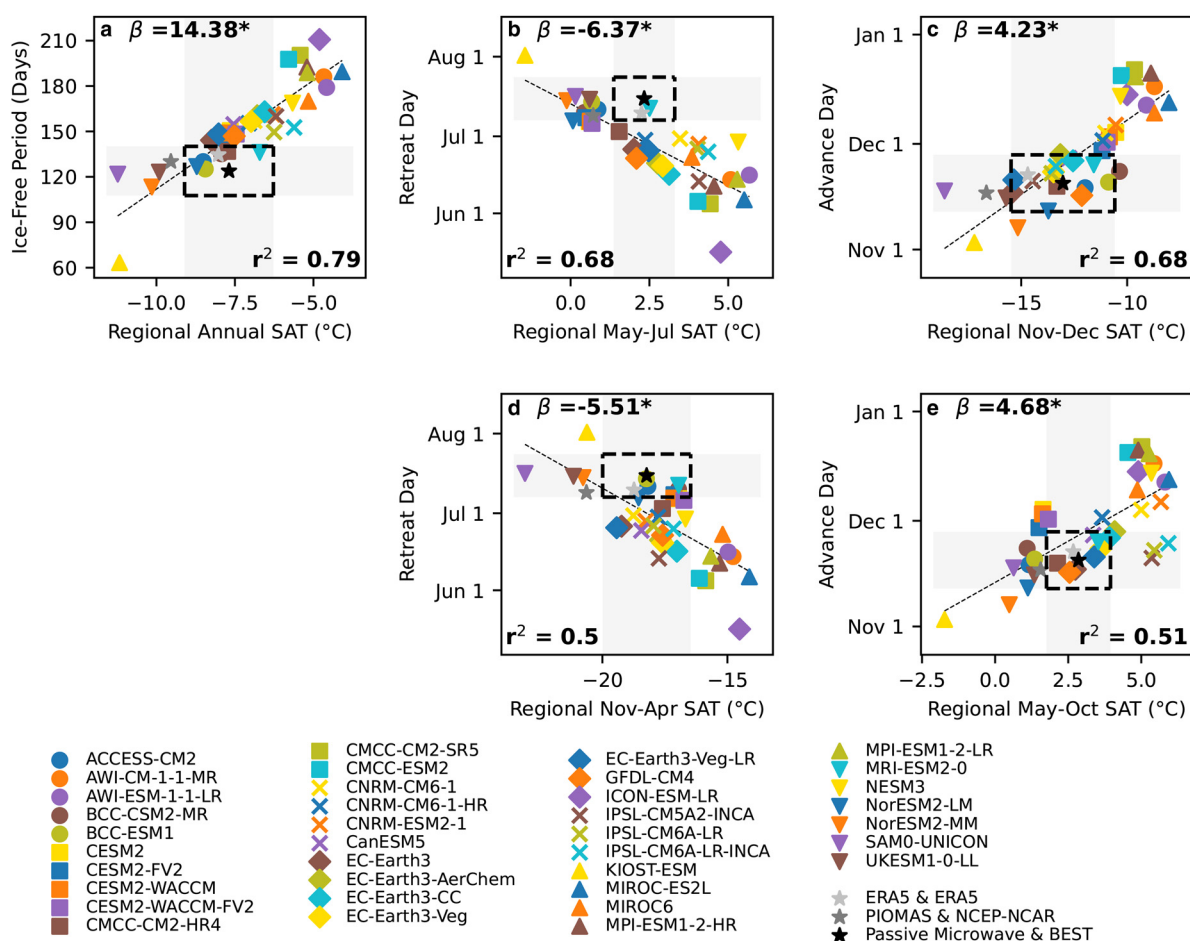 a β =14.38*
210
180
150
120
90
60
Ice-Free Period (Days)
r² = 0.79
−10.0 −7.5 −5.0
Regional Annual SAT (°C)
b β =-6.37*
Aug 1
Jul 1
Jun 1
Retreat Day
r² = 0.68
0.0 2.5 5.0
Regional May-Jul SAT (°C)
c β =4.23*
Jan 1
Dec 1
Nov 1
Advance Day
r² = 0.68
−15 −10
Regional Nov-Dec SAT (°C)
d β =-5.51*
Aug 1
Jul 1
Jun 1
Retreat Day
r² = 0.5
−20 −15
Regional Nov-Apr SAT (°C)
e β =4.68*
Jan 1
Dec 1
Nov 1
Advance Day
r² = 0.51
−2.5 0.0 2.5 5.0
Regional May-Oct SAT (°C)
ACCESS-CM2
AWI-CM-1-1-MR
AWI-ESM-1-1-LR
BCC-CSM2-MR
BCC-ESM1
CESM2
CESM2-FV2
CESM2-WACCM
CESM2-WACCM-FV2
CMCC-CM2-HR4
CMCC-CM2-SR5
CMCC-ESM2
CNRM-CM6-1
CNRM-CM6-1-HR
CNRM-ESM2-1
CanESM5
EC-Earth3
EC-Earth3-AerChem
EC-Earth3-CC
EC-Earth3-Veg
EC-Earth3-Veg-LR
GFDL-CM4
ICON-ESM-LR
IPSL-CM5A2-INCA
IPSL-CM6A-LR
IPSL-CM6A-LR-INCA
KIOST-ESM
MIROC-ES2L
MIROC6
MPI-ESM1-2-HR
MPI-ESM1-2-LR
MRI-ESM2-0
NESM3
NorESM2-LM
NorESM2-MM
SAM0-UNICON
UKESM1-0-LL
ERA5 & ERA5
PIOMAS & NCEP-NCAR
Passive Microwave & BEST